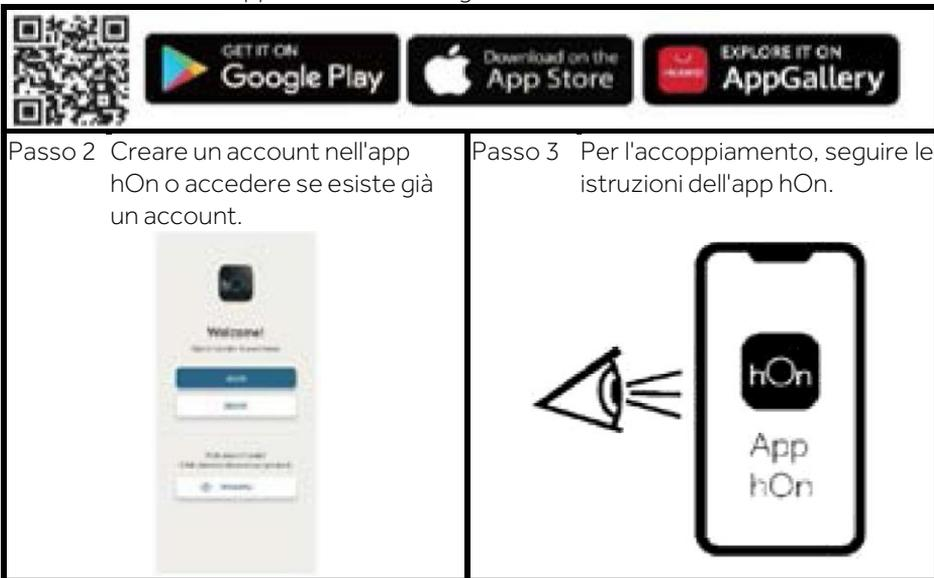 GET IT ON
Google Play
Download on the
App Store
EXPLORE IT ON
AppGallery
HUAWEI
Passo 2 Creare un account nell'app
hOn o accedere se esiste già
un account.
Passo 3 Per l'accoppiamento, seguire le
istruzioni dell'app hOn.
hOn
Welcome!
hOn
App
hOn